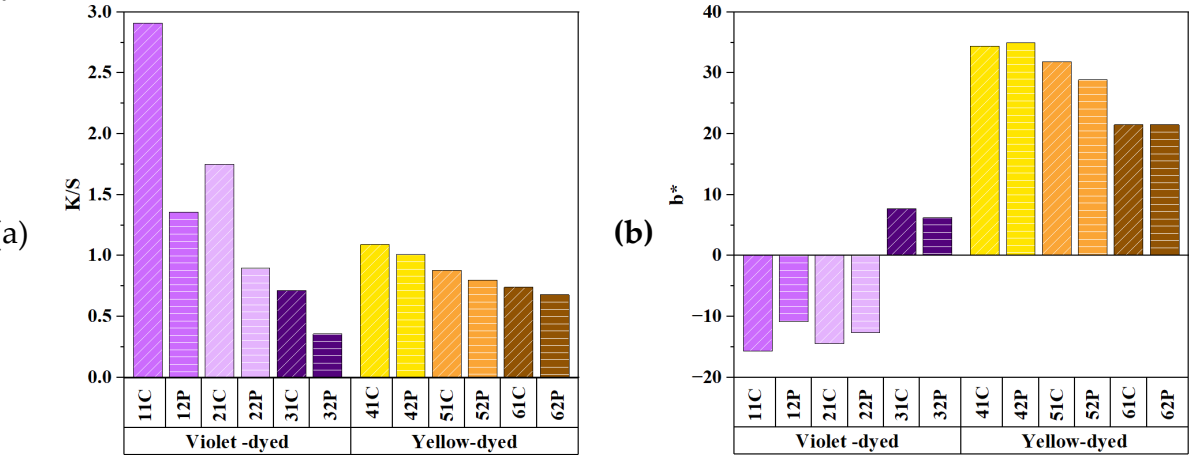 3.0
2.5
2.0
1.5
1.0
0.5
0.0
K/S
11C 12P 21C 22P 31C 32P 41C 42P 51C 52P 61C 62P
Violet -dyed Yellow-dyed
a)
40
30
20
10
0
−10
−20
b*
11C 12P 21C 22P 31C 32P 41C 42P 51C 52P 61C 62P
Violet-dyed Yellow-dyed
(b)